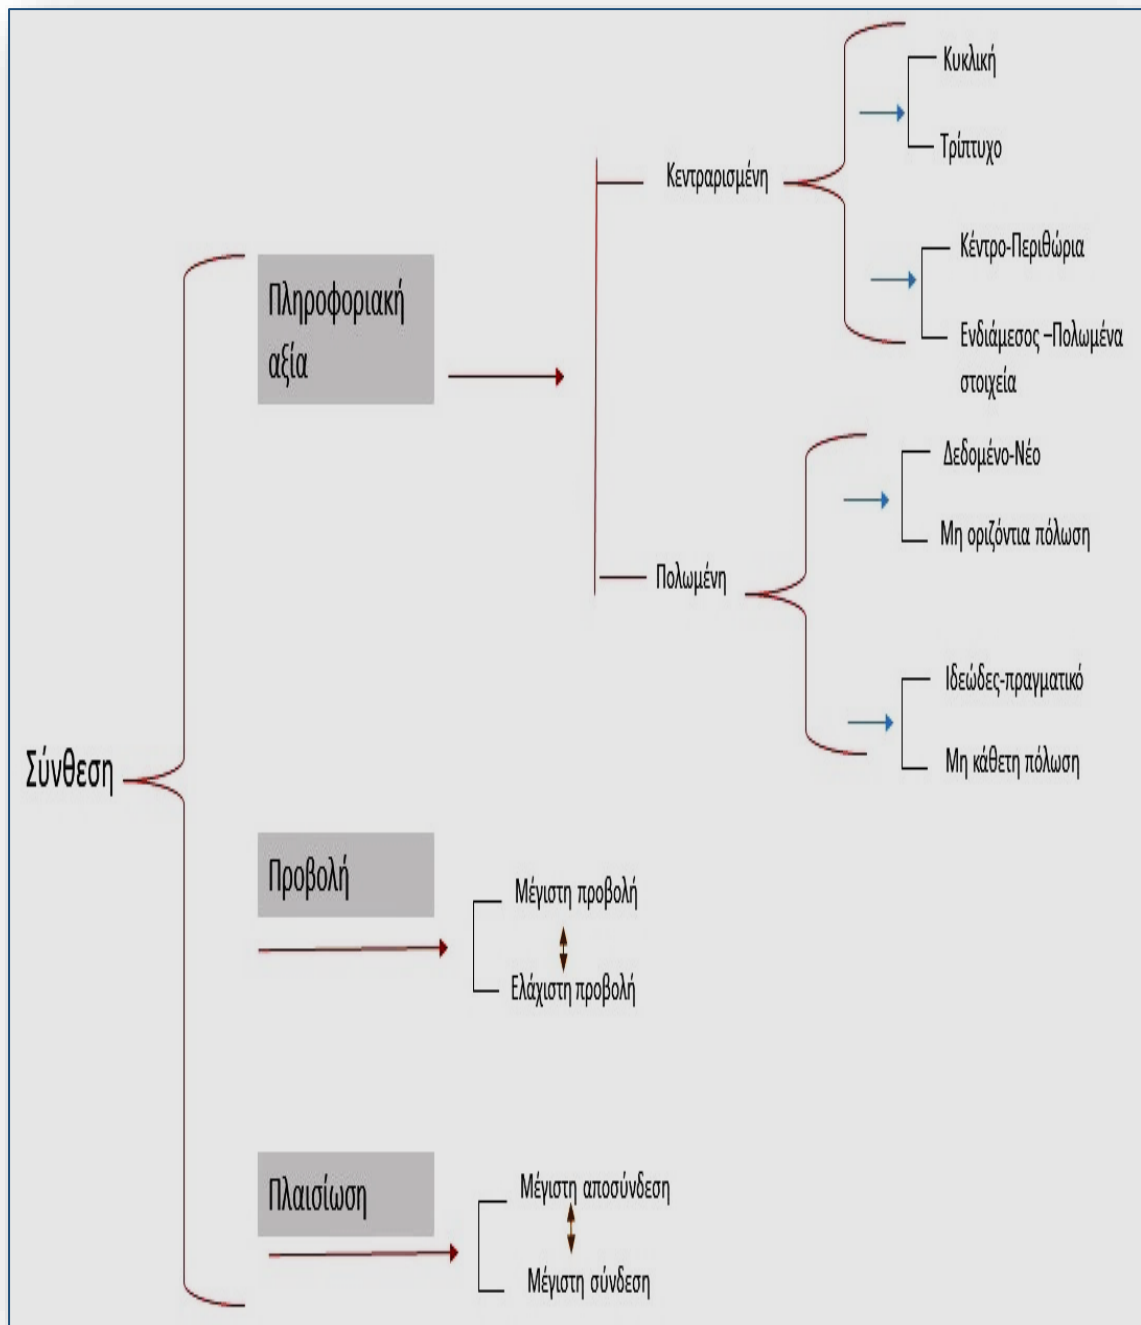 Σύνθεση
Πληροφοριακή
αξία
Κεντραρισμένη
Κυκλική
Τρίπτυχο
Κέντρο-Περιθώρια
Ενδιάμεσος –Πολωμένα
στοιχεία
Πολωμένη
Δεδομένο-Νέο
Μη οριζόντια πόλωση
Ιδεώδες-πραγματικό
Μη κάθετη πόλωση
Προβολή
Μέγιστη προβολή
Ελάχιστη προβολή
Πλαισίωση
Μέγιστη αποσύνδεση
Μέγιστη σύνδεση